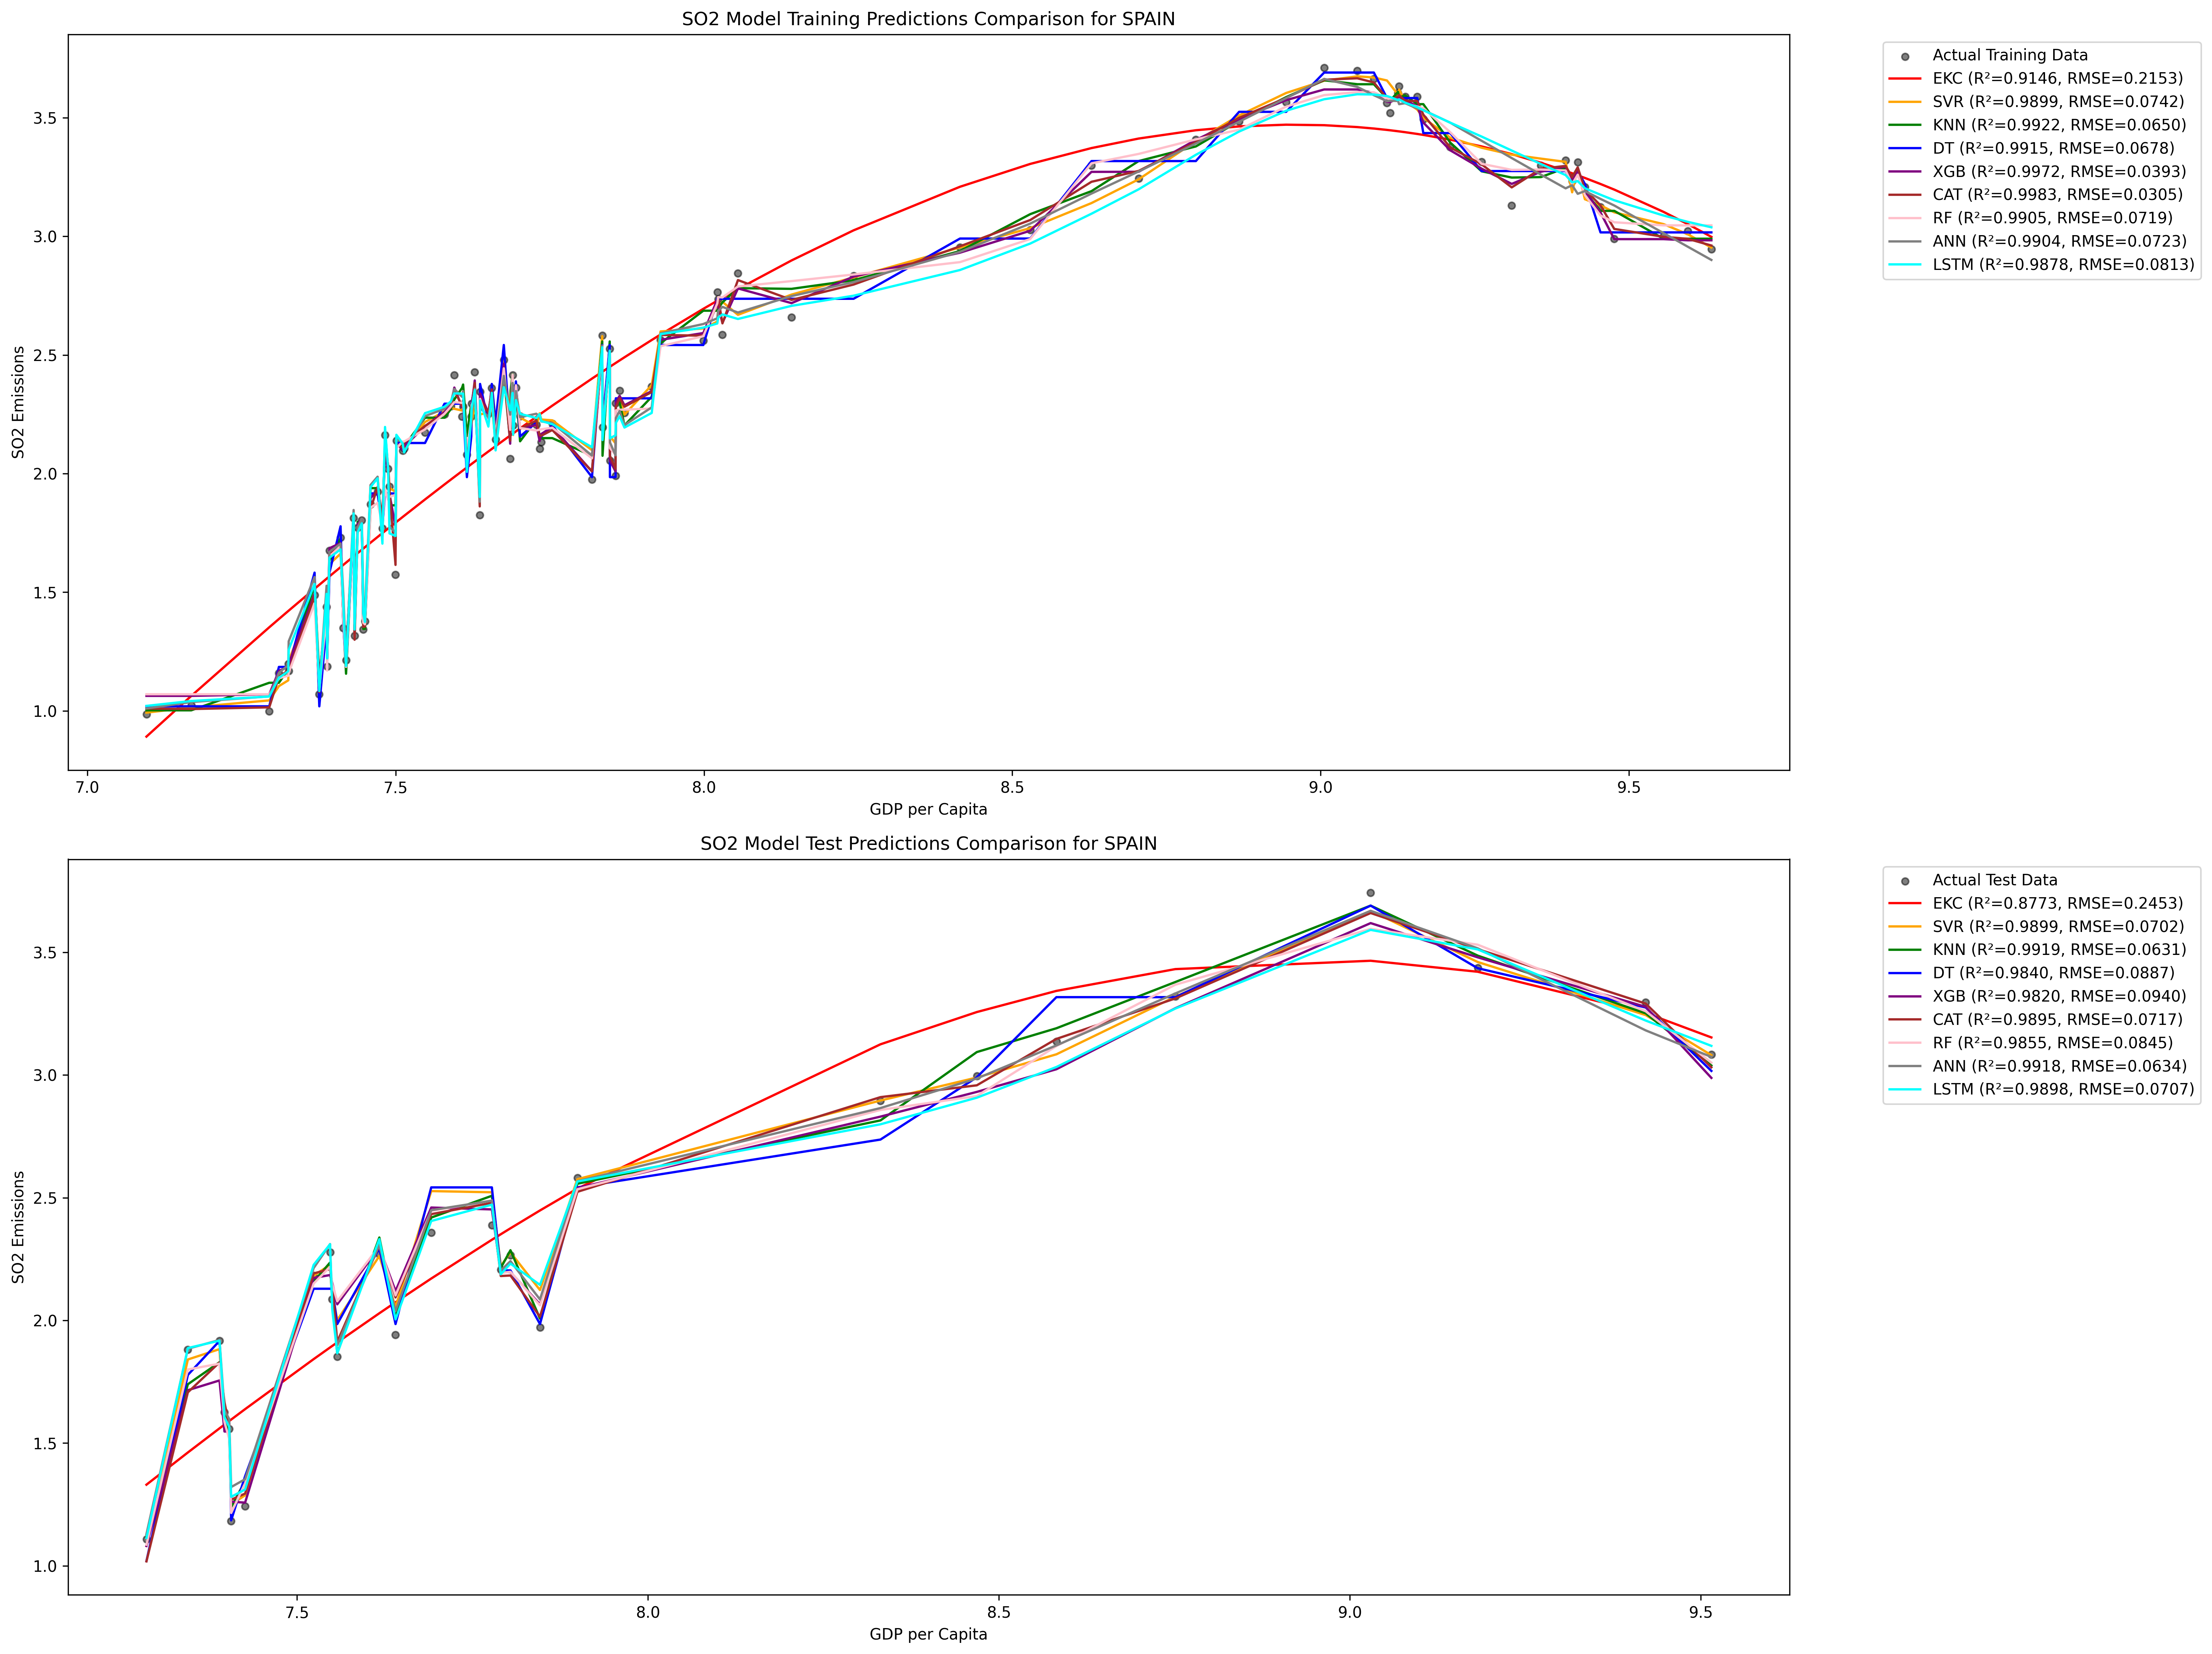 SO2 Model Training Predictions Comparison for SPAIN
SO2 Emissions
3.5
3.0
2.5
2.0
1.5
1.0
7.0
7.5
8.0
8.5
9.0
9.5
GDP per Capita
Actual Training Data
EKC (R²=0.9146, RMSE=0.2153)
SVR (R²=0.9899, RMSE=0.0742)
KNN (R²=0.9922, RMSE=0.0650)
DT (R²=0.9915, RMSE=0.0678)
XGB (R²=0.9972, RMSE=0.0393)
CAT (R²=0.9983, RMSE=0.0305)
RF (R²=0.9905, RMSE=0.0719)
ANN (R²=0.9904, RMSE=0.0723)
LSTM (R²=0.9878, RMSE=0.0813)
SO2 Model Test Predictions Comparison for SPAIN
SO2 Emissions
3.5
3.0
2.5
2.0
1.5
1.0
7.5
8.0
8.5
9.0
9.5
GDP per Capita
Actual Test Data
EKC (R²=0.8773, RMSE=0.2453)
SVR (R²=0.9899, RMSE=0.0702)
KNN (R²=0.9919, RMSE=0.0631)
DT (R²=0.9840, RMSE=0.0887)
XGB (R²=0.9820, RMSE=0.0940)
CAT (R²=0.9895, RMSE=0.0717)
RF (R²=0.9855, RMSE=0.0845)
ANN (R²=0.9918, RMSE=0.0634)
LSTM (R²=0.9898, RMSE=0.0707)